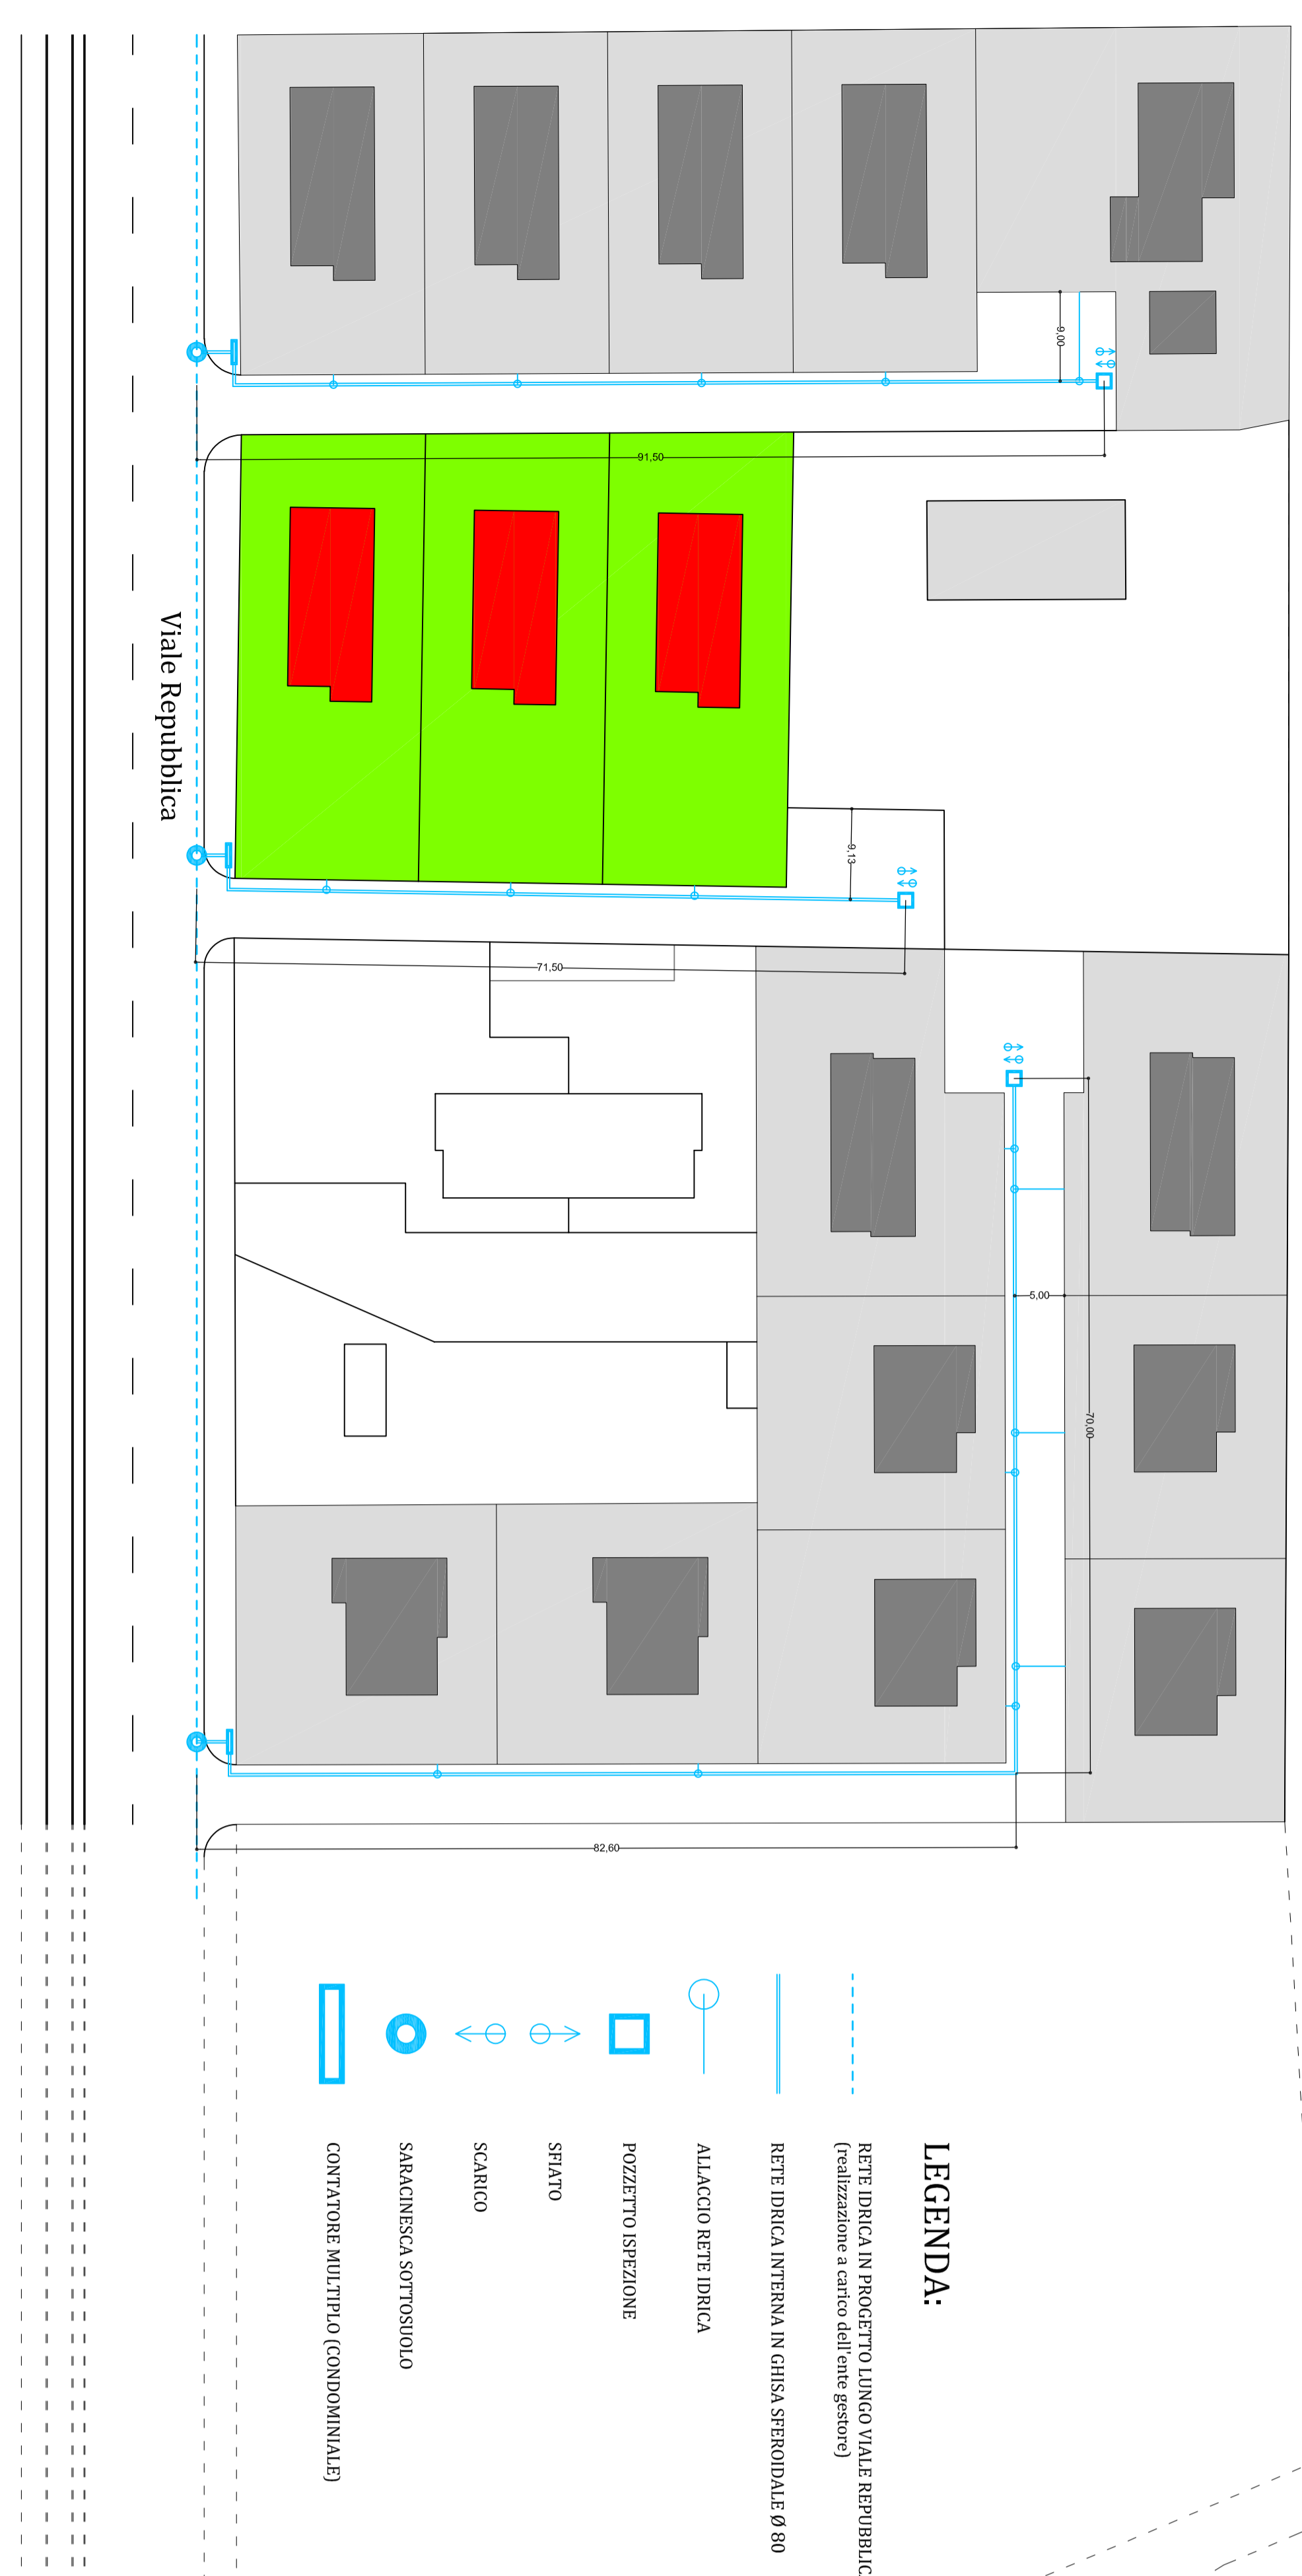 9,00
91,50
Viale Repubblica
9,13
71,50
5,00
70,00
82,60
LEGENDA:
RETE IDRICA IN PROGETTO LUNGO VIALE REPUBBLIC
(realizzazione a carico dell'ente gestore)
RETE IDRICA INTERNA IN GHISA SFEROIDALE Ø 80
ALLACCIO RETE IDRICA
POZZETTO ISPEZIONE
SFIATO
SCARICO
SARACINESCA SOTTOSUOLO
CONTATORE MULTIPLO (CONDOMINIALE)